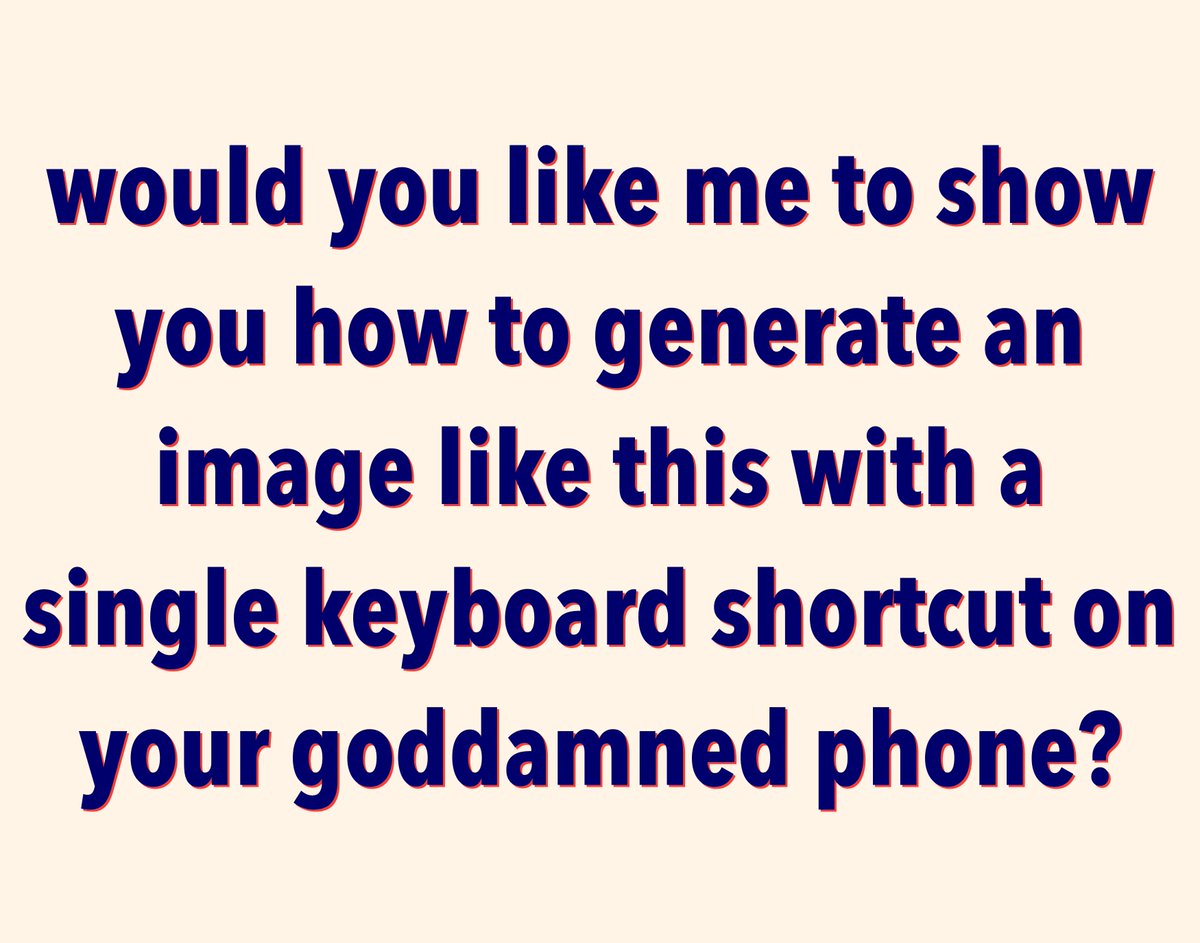 would you like me to show
you how to generate an
image like this with a
single keyboard shortcut on
your goddamned phone?